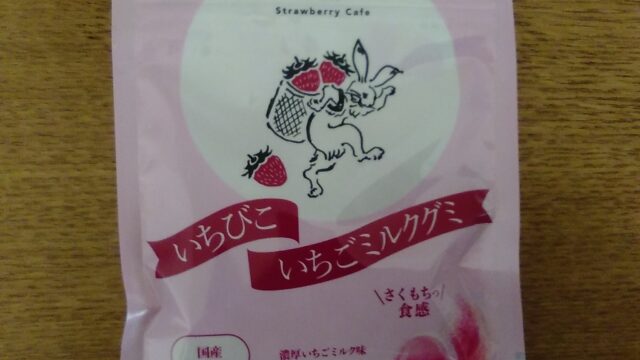 Strawberry Cafe
いちびこ
いちごミルクグミ
さくもちっ
食感
国産
濃厚いちごミルク味